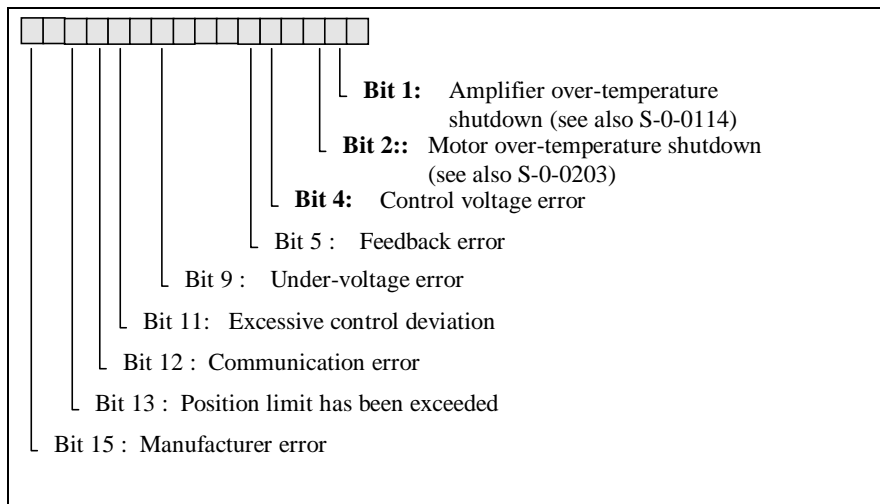 Bit 1: Amplifier over-temperature
shutdown (see also S-0-0114)
Bit 2:: Motor over-temperature shutdown
(see also S-0-0203)
Bit 4: Control voltage error
Bit 5 : Feedback error
Bit 9 : Under-voltage error
Bit 11: Excessive control deviation
Bit 12 : Communication error
Bit 13 : Position limit has been exceeded
Bit 15 : Manufacturer error